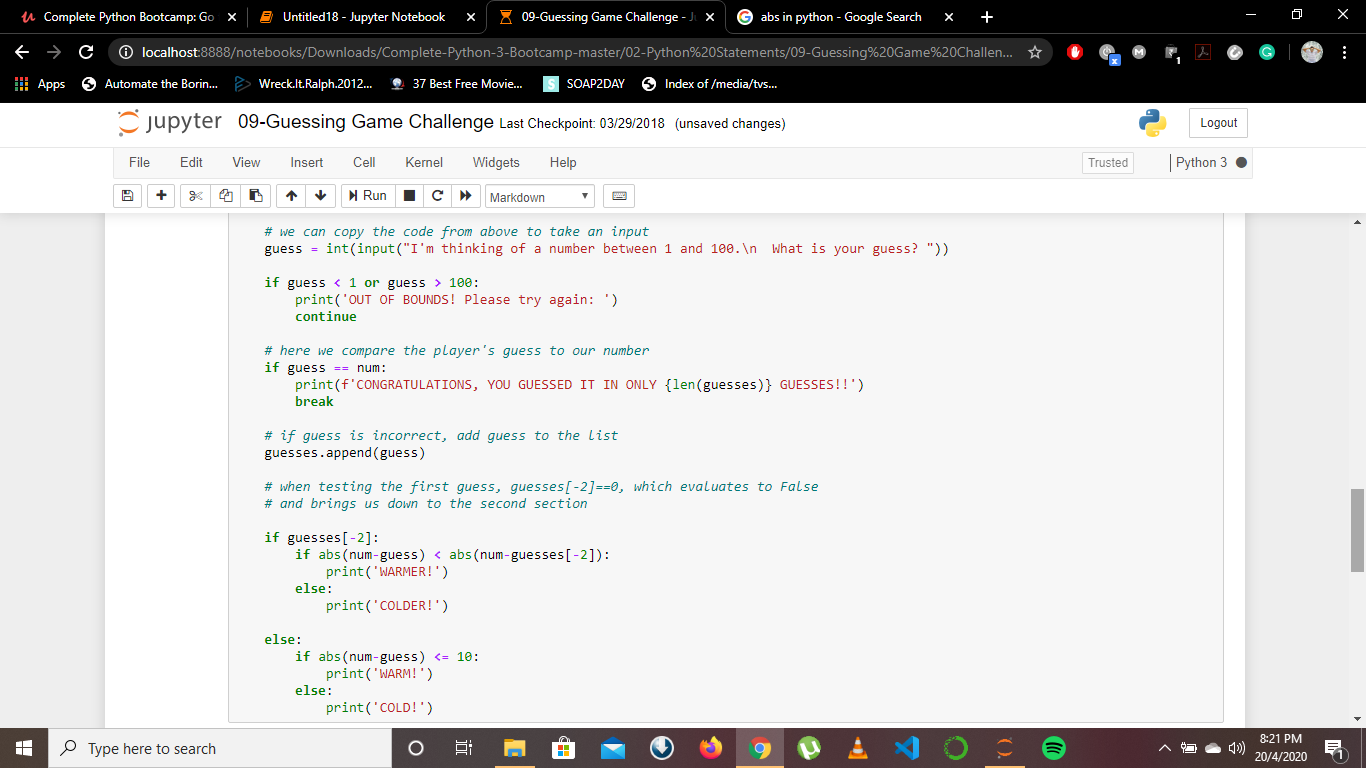 Complete Python Bootcamp: Go
Untitled18 - Jupyter Notebook
09-Guessing Game Challenge - J
abs in python - Google Search
localhost:8888/notebooks/Downloads/Complete-Python-3-Bootcamp-master/02-Python%20Statements/09-Guessing%20Game%20Challen...
Apps
Automate the Borin...
Wreck.It.Ralph.2012...
37 Best Free Movie...
S SOAP2DAY
Index of /media/tvs...
jupyter 09-Guessing Game Challenge Last Checkpoint: 03/29/2018 (unsaved changes)
Logout
File Edit View Insert Cell Kernel Widgets Help
Trusted
Python 3
Run
Markdown
# we can copy the code from above to take an input
guess = int(input("I'm thinking of a number between 1 and 100.\n  What is your guess? "))
if guess < 1 or guess > 100:
    print('OUT OF BOUNDS! Please try again: ')
    continue
# here we compare the player's guess to our number
if guess == num:
    print(f'CONGRATULATIONS, YOU GUESSED IT IN ONLY {len(guesses)} GUESSES!!')
    break
# if guess is incorrect, add guess to the list
guesses.append(guess)
# when testing the first guess, guesses[-2]==0, which evaluates to False
# and brings us down to the second section
if guesses[-2]:
    if abs(num-guess) < abs(num-guesses[-2]):
        print('WARMER!')
    else:
        print('COLDER!')
else:
    if abs(num-guess) <= 10:
        print('WARM!')
    else:
        print('COLD!')
Type here to search
8:21 PM
20/4/2020
1